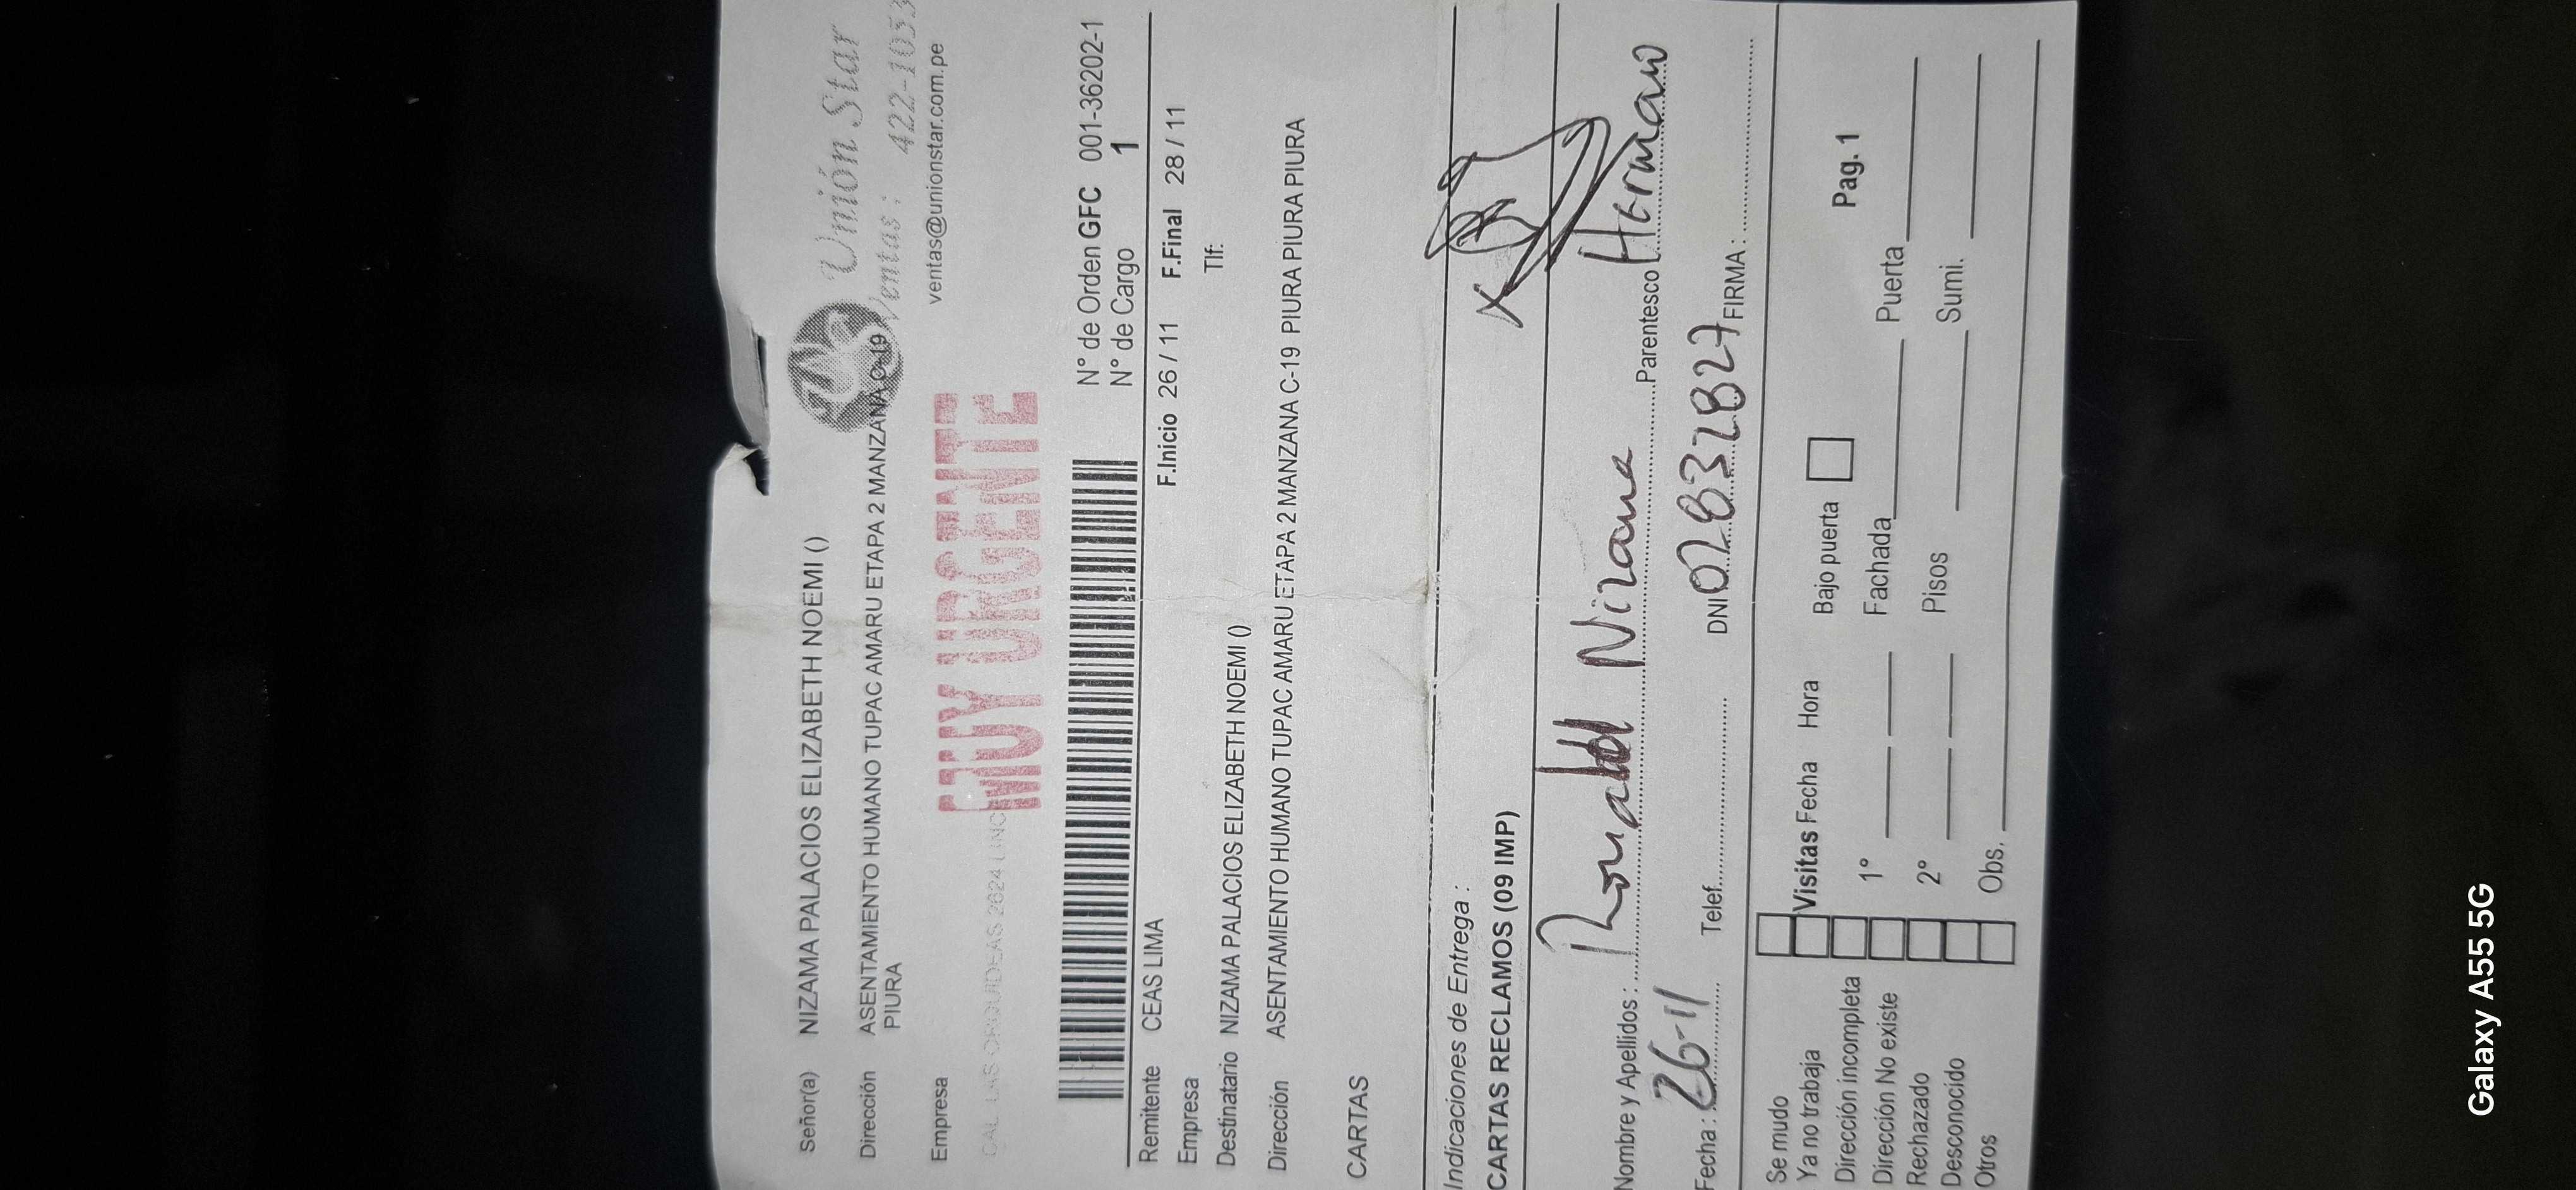 Señor(a) NIZAMA PALACIOS ELIZABETH NOEMI ()
Unión Star
Ventas: 422-1053
Dirección ASENTAMIENTO HUMANO TUPAC AMARU ETAPA 2 MANZANA C-19
PIURA
Empresa
ventas@unionstar.com.pe
CAL. LAS ORQUIDEAS 2624 LINC
MUY URGENTE
N° de Orden GFC 001-36202-1
N° de Cargo 1
Remitente CEAS LIMA
F.Inicio 26 / 11 F.Final 28 / 11
Empresa
Tlf:
Destinatario NIZAMA PALACIOS ELIZABETH NOEMI ()
Dirección ASENTAMIENTO HUMANO TUPAC AMARU ETAPA 2 MANZANA C-19 PIURA PIURA PIURA
CARTAS
Indicaciones de Entrega :
CARTAS RECLAMOS (09 IMP)
X
Nombre y Apellidos : Ronald Nizama Parentesco Hermano
Fecha : 26-11 Telef. DNI 02832827 FIRMA :
Se mudo
Ya no trabaja
Dirección incompleta
Dirección No existe
Rechazado
Desconocido
Otros
Visitas Fecha Hora Bajo puerta Pag. 1
1° Fachada Puerta
2° Pisos Sumi.
Obs.
Galaxy A55 5G